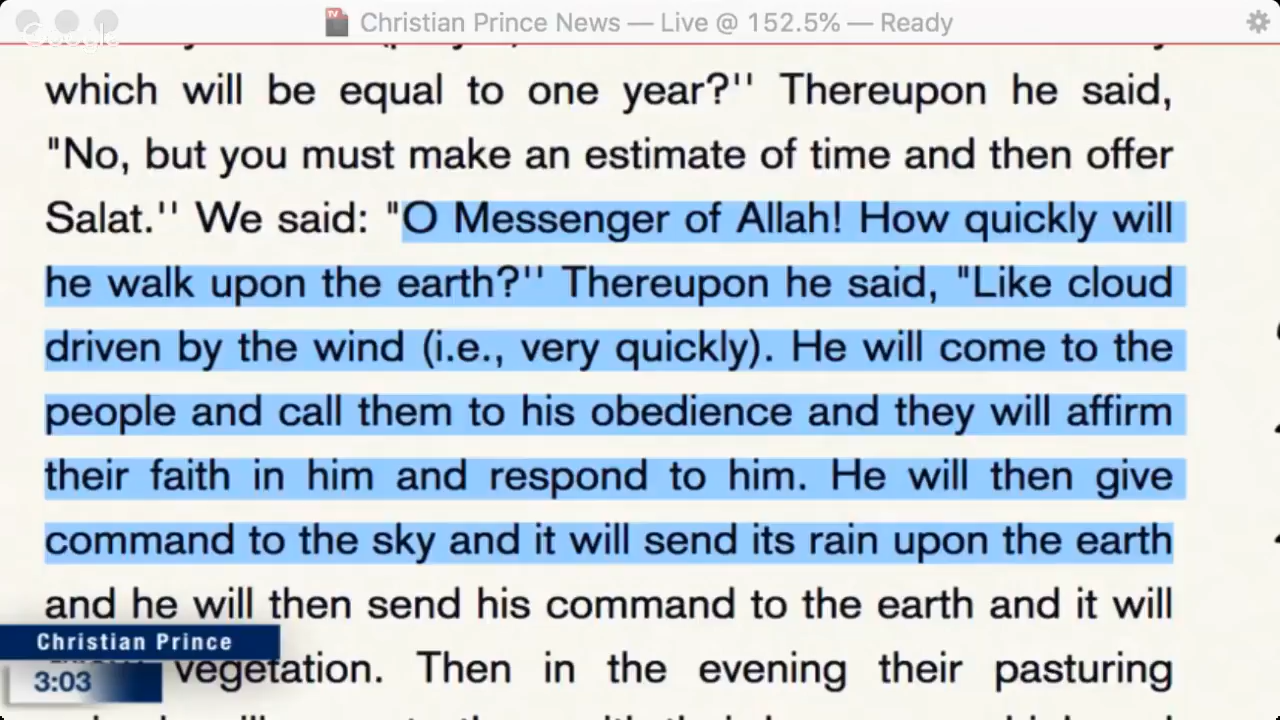 Christian Prince News — Live @ 152.5% — Ready
Google
which will be equal to one year?'' Thereupon he said,
"No, but you must make an estimate of time and then offer
Salat.'' We said: "O Messenger of Allah! How quickly will
he walk upon the earth?'' Thereupon he said, "Like cloud
driven by the wind (i.e., very quickly). He will come to the
people and call them to his obedience and they will affirm
their faith in him and respond to him. He will then give
command to the sky and it will send its rain upon the earth
and he will then send his command to the earth and it will
vegetation. Then in the evening their pasturing
Christian Prince
3:03